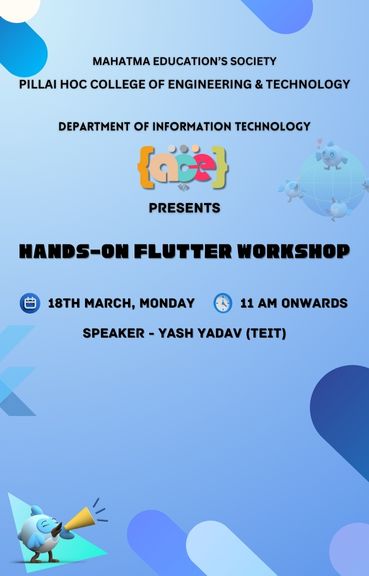 MAHATMA EDUCATION'S SOCIETY
PILLAI HOC COLLEGE OF ENGINEERING & TECHNOLOGY
DEPARTMENT OF INFORMATION TECHNOLOGY
{ace}
PRESENTS
HANDS-ON FLUTTER WORKSHOP
18TH MARCH, MONDAY 11 AM ONWARDS
SPEAKER - YASH YADAV (TEIT)